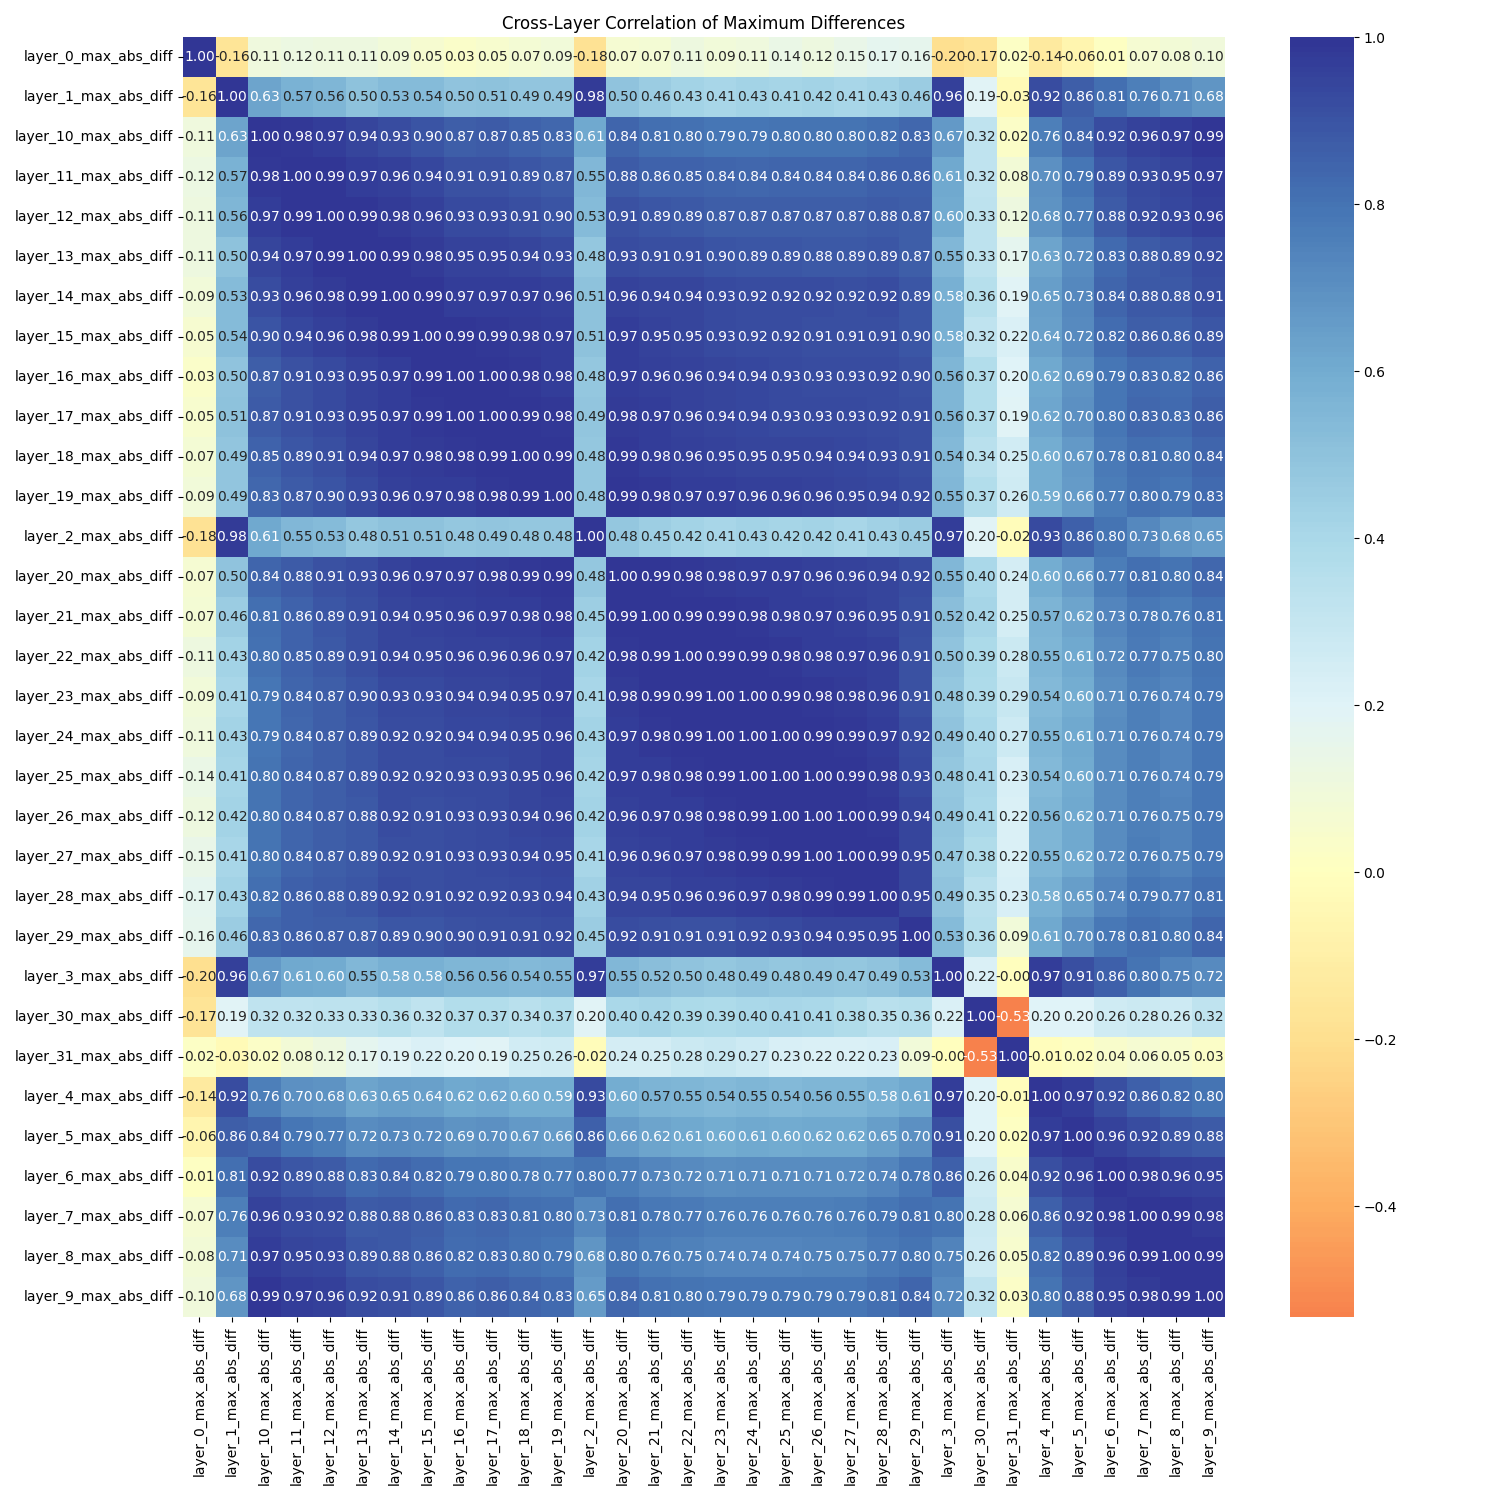 Cross-Layer Correlation of Maximum Differences
layer_0_max_abs_diff 1.00 -0.16 0.11 0.12 0.11 0.11 0.09 0.05 0.03 0.05 0.07 0.09 -0.18 0.07 0.07 0.11 0.09 0.11 0.14 0.12 0.15 0.17 0.16 -0.20 -0.17 0.02 -0.14 -0.06 0.01 0.07 0.08 0.10
layer_1_max_abs_diff -0.16 1.00 0.63 0.57 0.56 0.50 0.53 0.54 0.50 0.51 0.49 0.49 0.98 0.50 0.46 0.43 0.41 0.43 0.41 0.42 0.41 0.43 0.46 0.96 0.19 -0.03 0.92 0.86 0.81 0.76 0.71 0.68
layer_10_max_abs_diff 0.11 0.63 1.00 0.98 0.97 0.94 0.93 0.90 0.87 0.87 0.85 0.83 0.61 0.84 0.81 0.80 0.79 0.79 0.80 0.80 0.80 0.82 0.83 0.67 0.32 0.02 0.76 0.84 0.92 0.96 0.97 0.99
layer_11_max_abs_diff 0.12 0.57 0.98 1.00 0.99 0.97 0.96 0.94 0.91 0.91 0.89 0.87 0.55 0.88 0.86 0.85 0.84 0.84 0.84 0.84 0.84 0.86 0.86 0.61 0.32 0.08 0.70 0.79 0.89 0.93 0.95 0.97
layer_12_max_abs_diff 0.11 0.56 0.97 0.99 1.00 0.99 0.98 0.96 0.93 0.93 0.91 0.90 0.53 0.91 0.89 0.89 0.87 0.87 0.87 0.87 0.87 0.88 0.87 0.60 0.33 0.12 0.68 0.77 0.88 0.92 0.93 0.96
layer_13_max_abs_diff 0.11 0.50 0.94 0.97 0.99 1.00 0.99 0.98 0.95 0.95 0.94 0.93 0.48 0.93 0.91 0.91 0.90 0.89 0.89 0.88 0.89 0.89 0.87 0.55 0.33 0.17 0.63 0.72 0.83 0.88 0.89 0.92
layer_14_max_abs_diff 0.09 0.53 0.93 0.96 0.98 0.99 1.00 0.99 0.97 0.97 0.97 0.96 0.51 0.96 0.94 0.94 0.93 0.92 0.92 0.92 0.92 0.92 0.89 0.58 0.36 0.19 0.65 0.73 0.84 0.88 0.88 0.91
layer_15_max_abs_diff 0.05 0.54 0.90 0.94 0.96 0.98 0.99 1.00 0.99 0.99 0.98 0.97 0.51 0.97 0.95 0.95 0.93 0.92 0.92 0.91 0.91 0.91 0.90 0.58 0.32 0.22 0.64 0.72 0.82 0.86 0.86 0.89
layer_16_max_abs_diff 0.03 0.50 0.87 0.91 0.93 0.95 0.97 0.99 1.00 1.00 0.98 0.98 0.48 0.97 0.96 0.96 0.94 0.94 0.93 0.93 0.93 0.92 0.90 0.56 0.37 0.20 0.62 0.69 0.79 0.83 0.82 0.86
layer_17_max_abs_diff 0.05 0.51 0.87 0.91 0.93 0.95 0.97 0.99 1.00 1.00 0.99 0.98 0.49 0.98 0.97 0.96 0.94 0.94 0.93 0.93 0.93 0.92 0.91 0.56 0.37 0.19 0.62 0.70 0.80 0.83 0.83 0.86
layer_18_max_abs_diff 0.07 0.49 0.85 0.89 0.91 0.94 0.97 0.98 0.98 0.99 1.00 0.99 0.48 0.99 0.98 0.96 0.95 0.95 0.95 0.94 0.94 0.93 0.91 0.54 0.34 0.25 0.60 0.67 0.78 0.81 0.80 0.84
layer_19_max_abs_diff 0.09 0.49 0.83 0.87 0.90 0.93 0.96 0.97 0.98 0.98 0.99 1.00 0.48 0.99 0.98 0.97 0.97 0.96 0.96 0.96 0.95 0.94 0.92 0.55 0.37 0.26 0.59 0.66 0.77 0.80 0.79 0.83
layer_2_max_abs_diff -0.18 0.98 0.61 0.55 0.53 0.48 0.51 0.51 0.48 0.49 0.48 0.48 1.00 0.48 0.45 0.42 0.41 0.43 0.42 0.42 0.41 0.43 0.45 0.97 0.20 -0.02 0.93 0.86 0.80 0.73 0.68 0.65
layer_20_max_abs_diff 0.07 0.50 0.84 0.88 0.91 0.93 0.96 0.97 0.97 0.98 0.99 0.99 0.48 1.00 0.99 0.98 0.98 0.97 0.97 0.96 0.96 0.94 0.92 0.55 0.40 0.24 0.60 0.66 0.77 0.81 0.80 0.84
layer_21_max_abs_diff 0.07 0.46 0.81 0.86 0.89 0.91 0.94 0.95 0.96 0.97 0.98 0.98 0.45 0.99 1.00 0.99 0.99 0.98 0.98 0.97 0.96 0.95 0.91 0.52 0.42 0.25 0.57 0.62 0.73 0.78 0.76 0.81
layer_22_max_abs_diff 0.11 0.43 0.80 0.85 0.89 0.91 0.94 0.95 0.96 0.96 0.96 0.97 0.42 0.98 0.99 1.00 0.99 0.99 0.98 0.98 0.97 0.96 0.91 0.50 0.39 0.28 0.55 0.61 0.72 0.77 0.75 0.80
layer_23_max_abs_diff 0.09 0.41 0.79 0.84 0.87 0.90 0.93 0.93 0.94 0.94 0.95 0.97 0.41 0.98 0.99 0.99 1.00 1.00 0.99 0.98 0.98 0.96 0.91 0.48 0.39 0.29 0.54 0.60 0.71 0.76 0.74 0.79
layer_24_max_abs_diff 0.11 0.43 0.79 0.84 0.87 0.89 0.92 0.92 0.94 0.94 0.95 0.96 0.43 0.97 0.98 0.99 1.00 1.00 1.00 0.99 0.99 0.97 0.92 0.49 0.40 0.27 0.55 0.61 0.71 0.76 0.74 0.79
layer_25_max_abs_diff 0.14 0.41 0.80 0.84 0.87 0.89 0.92 0.92 0.93 0.93 0.95 0.96 0.42 0.97 0.98 0.98 0.99 1.00 1.00 1.00 0.99 0.98 0.93 0.48 0.41 0.23 0.54 0.60 0.71 0.76 0.74 0.79
layer_26_max_abs_diff 0.12 0.42 0.80 0.84 0.87 0.88 0.92 0.91 0.93 0.93 0.94 0.96 0.42 0.96 0.97 0.98 0.98 0.99 1.00 1.00 1.00 0.99 0.94 0.49 0.41 0.22 0.56 0.62 0.71 0.76 0.75 0.79
layer_27_max_abs_diff 0.15 0.41 0.80 0.84 0.87 0.89 0.92 0.91 0.93 0.93 0.94 0.95 0.41 0.96 0.96 0.97 0.98 0.99 0.99 1.00 1.00 0.99 0.95 0.47 0.38 0.22 0.55 0.62 0.72 0.76 0.75 0.79
layer_28_max_abs_diff 0.17 0.43 0.82 0.86 0.88 0.89 0.92 0.91 0.92 0.92 0.93 0.94 0.43 0.94 0.95 0.96 0.96 0.97 0.98 0.99 0.99 1.00 0.95 0.49 0.35 0.23 0.58 0.65 0.74 0.79 0.77 0.81
layer_29_max_abs_diff 0.16 0.46 0.83 0.86 0.87 0.87 0.89 0.90 0.90 0.91 0.91 0.92 0.45 0.92 0.91 0.91 0.91 0.92 0.93 0.94 0.95 0.95 1.00 0.53 0.36 0.09 0.61 0.70 0.78 0.81 0.80 0.84
layer_3_max_abs_diff -0.20 0.96 0.67 0.61 0.60 0.55 0.58 0.58 0.56 0.56 0.54 0.55 0.97 0.55 0.52 0.50 0.48 0.49 0.48 0.49 0.47 0.49 0.53 1.00 0.22 -0.00 0.97 0.91 0.86 0.80 0.75 0.72
layer_30_max_abs_diff -0.17 0.19 0.32 0.32 0.33 0.33 0.36 0.32 0.37 0.37 0.34 0.37 0.20 0.40 0.42 0.39 0.39 0.40 0.41 0.41 0.38 0.35 0.36 0.22 1.00 -0.53 0.20 0.20 0.26 0.28 0.26 0.32
layer_31_max_abs_diff 0.02 -0.03 0.02 0.08 0.12 0.17 0.19 0.22 0.20 0.19 0.25 0.26 -0.02 0.24 0.25 0.28 0.29 0.27 0.23 0.22 0.22 0.23 0.09 -0.00 -0.53 1.00 -0.01 0.02 0.04 0.06 0.05 0.03
layer_4_max_abs_diff -0.14 0.92 0.76 0.70 0.68 0.63 0.65 0.64 0.62 0.62 0.60 0.59 0.93 0.60 0.57 0.55 0.54 0.55 0.54 0.56 0.55 0.58 0.61 0.97 0.20 -0.01 1.00 0.97 0.92 0.86 0.82 0.80
layer_5_max_abs_diff -0.06 0.86 0.84 0.79 0.77 0.72 0.73 0.72 0.69 0.70 0.67 0.66 0.86 0.66 0.62 0.61 0.60 0.61 0.60 0.62 0.62 0.65 0.70 0.91 0.20 0.02 0.97 1.00 0.96 0.92 0.89 0.88
layer_6_max_abs_diff 0.01 0.81 0.92 0.89 0.88 0.83 0.84 0.82 0.79 0.80 0.78 0.77 0.80 0.77 0.73 0.72 0.71 0.71 0.71 0.71 0.72 0.74 0.78 0.86 0.26 0.04 0.92 0.96 1.00 0.98 0.96 0.95
layer_7_max_abs_diff 0.07 0.76 0.96 0.93 0.92 0.88 0.88 0.86 0.83 0.83 0.81 0.80 0.73 0.81 0.78 0.77 0.76 0.76 0.76 0.76 0.76 0.79 0.81 0.80 0.28 0.06 0.86 0.92 0.98 1.00 0.99 0.98
layer_8_max_abs_diff 0.08 0.71 0.97 0.95 0.93 0.89 0.88 0.86 0.82 0.83 0.80 0.79 0.68 0.80 0.76 0.75 0.74 0.74 0.74 0.75 0.75 0.77 0.80 0.75 0.26 0.05 0.82 0.89 0.96 0.99 1.00 0.99
layer_9_max_abs_diff 0.10 0.68 0.99 0.97 0.96 0.92 0.91 0.89 0.86 0.86 0.84 0.83 0.65 0.84 0.81 0.80 0.79 0.79 0.79 0.79 0.79 0.81 0.84 0.72 0.32 0.03 0.80 0.88 0.95 0.98 0.99 1.00
layer_0_max_abs_diff
layer_1_max_abs_diff
layer_10_max_abs_diff
layer_11_max_abs_diff
layer_12_max_abs_diff
layer_13_max_abs_diff
layer_14_max_abs_diff
layer_15_max_abs_diff
layer_16_max_abs_diff
layer_17_max_abs_diff
layer_18_max_abs_diff
layer_19_max_abs_diff
layer_2_max_abs_diff
layer_20_max_abs_diff
layer_21_max_abs_diff
layer_22_max_abs_diff
layer_23_max_abs_diff
layer_24_max_abs_diff
layer_25_max_abs_diff
layer_26_max_abs_diff
layer_27_max_abs_diff
layer_28_max_abs_diff
layer_29_max_abs_diff
layer_3_max_abs_diff
layer_30_max_abs_diff
layer_31_max_abs_diff
layer_4_max_abs_diff
layer_5_max_abs_diff
layer_6_max_abs_diff
layer_7_max_abs_diff
layer_8_max_abs_diff
layer_9_max_abs_diff
1.0
0.8
0.6
0.4
0.2
0.0
−0.2
−0.4